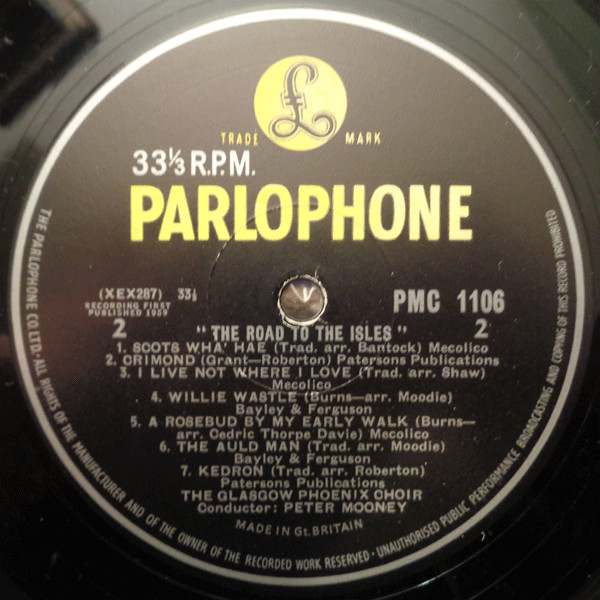 £
TRADE MARK
33⅓ R.P.M.
PARLOPHONE
(XEX287) 33⅓
RECORDING FIRST
PUBLISHED 1959
PMC 1106
2 "THE ROAD TO THE ISLES" 2
1. SCOTS WHA' HAE (Trad. arr. Bantock) Mecolico
2. CRIMOND (Grant—Roberton) Patersons Publications
3. I LIVE NOT WHERE I LOVE (Trad. arr. Shaw)
Mecolico
4. WILLIE WASTLE (Burns—arr. Moodie)
Bayley & Ferguson
5. A ROSEBUD BY MY EARLY WALK (Burns—
arr. Cedric Thorpe Davie) Mecolico
6. THE AULD MAN (Trad. arr. Moodie)
Bayley & Ferguson
7. KEDRON (Trad. arr. Roberton)
Patersons Publications
THE GLASGOW PHOENIX CHOIR
Conductor: PETER MOONEY
MADE IN Gt. BRITAIN
THE PARLOPHONE CO. LTD. · ALL RIGHTS OF THE MANUFACTURER AND OF THE OWNER OF THE RECORDED WORK RESERVED · UNAUTHORISED PUBLIC PERFORMANCE BROADCASTING AND COPYING OF THIS RECORD PROHIBITED